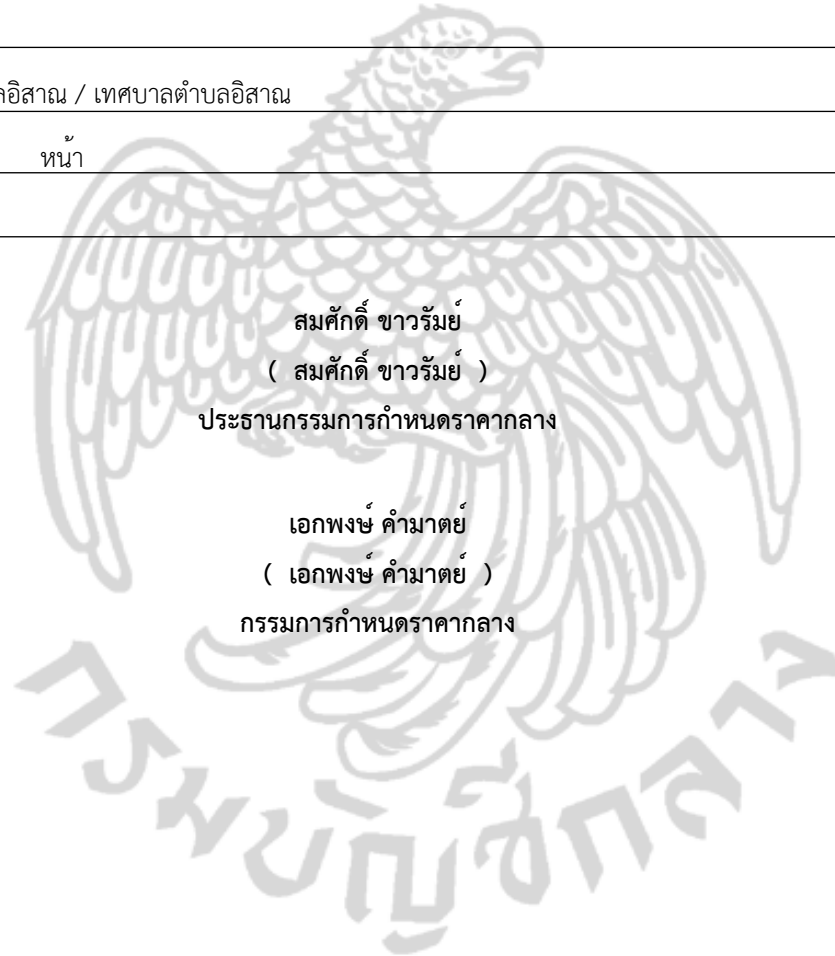 ลอิสาณ / เทศบาลตำบลอิสาณ
หน้า
สมศักดิ์ ขาวรัมย์
( สมศักดิ์ ขาวรัมย์ )
ประธานกรรมการกำหนดราคากลาง
เอกพงษ์ คำมาตย์
( เอกพงษ์ คำมาตย์ )
กรรมการกำหนดราคากลาง
กรมบัญชีกลาง